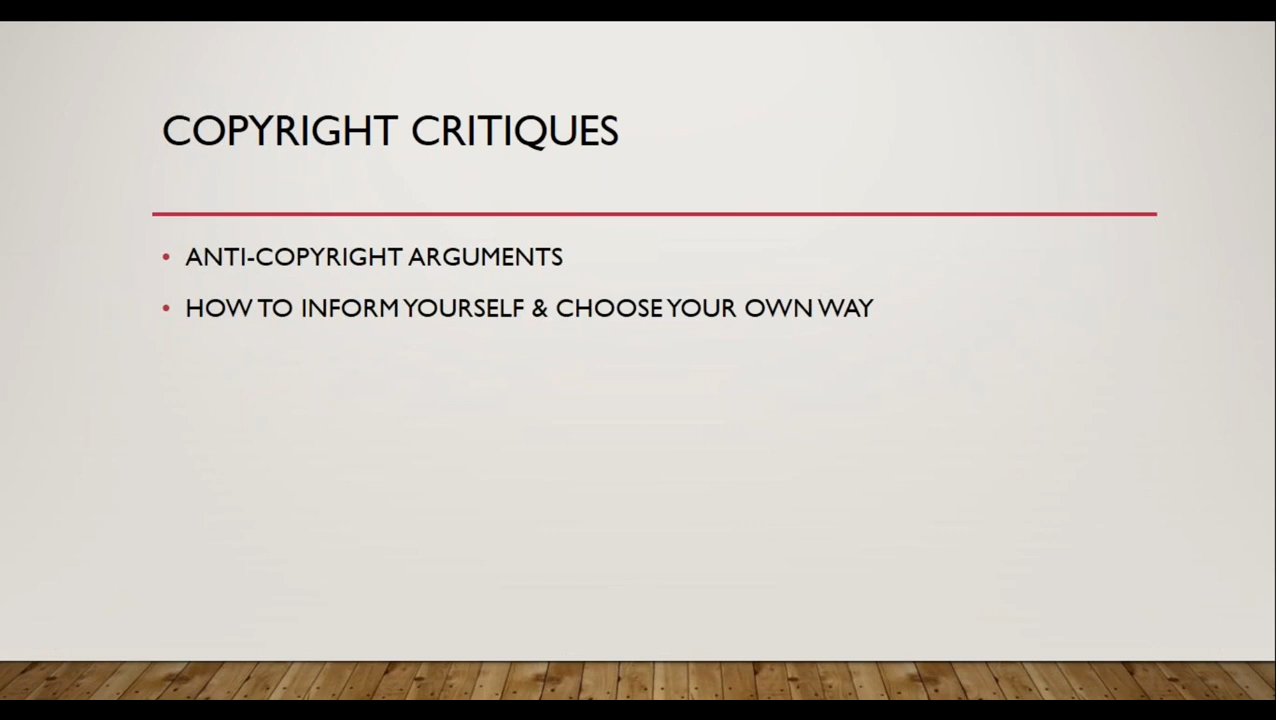 COPYRIGHT CRITIQUES
• ANTI-COPYRIGHT ARGUMENTS
• HOW TO INFORM YOURSELF & CHOOSE YOUR OWN WAY